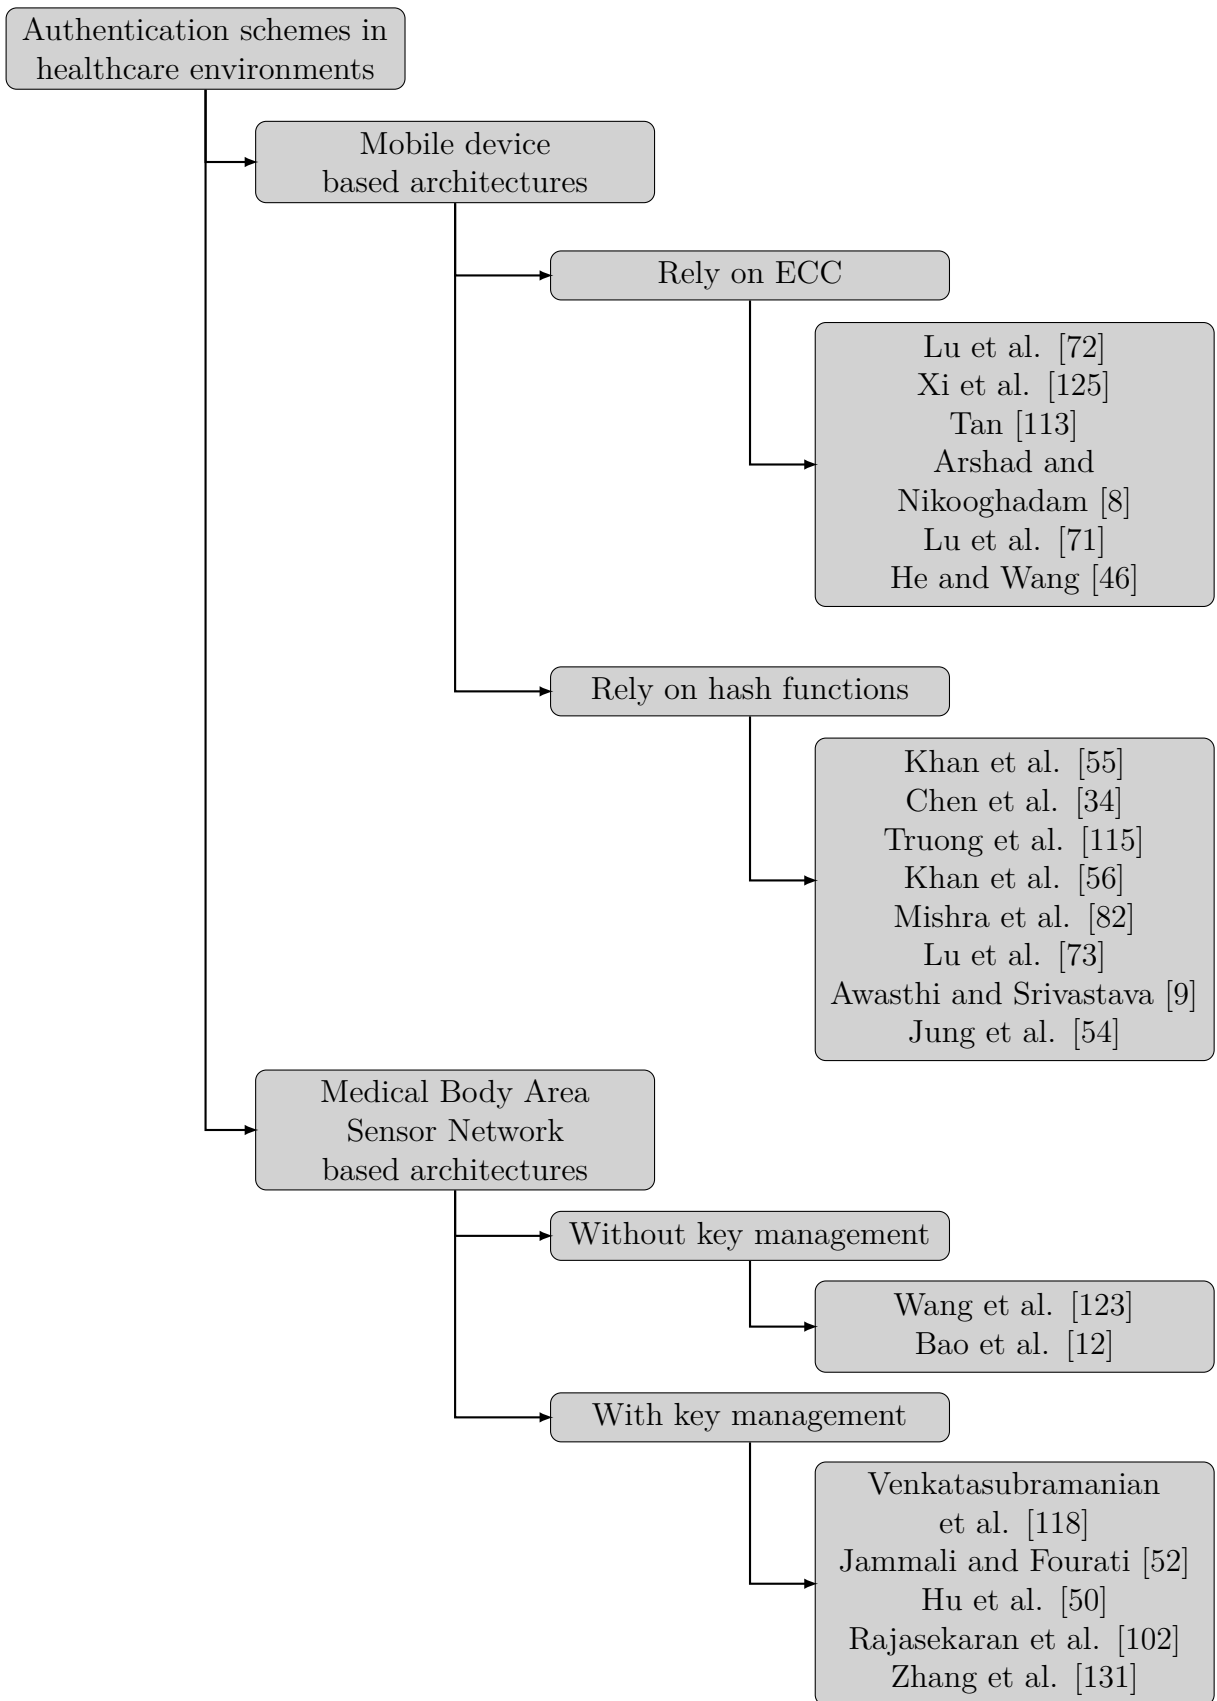 Authentication schemes in
healthcare environments
Mobile device
based architectures
Rely on ECC
Lu et al. [72]
Xi et al. [125]
Tan [113]
Arshad and
Nikooghadam [8]
Lu et al. [71]
He and Wang [46]
Rely on hash functions
Khan et al. [55]
Chen et al. [34]
Truong et al. [115]
Khan et al. [56]
Mishra et al. [82]
Lu et al. [73]
Awasthi and Srivastava [9]
Jung et al. [54]
Medical Body Area
Sensor Network
based architectures
Without key management
Wang et al. [123]
Bao et al. [12]
With key management
Venkatasubramanian
et al. [118]
Jammali and Fourati [52]
Hu et al. [50]
Rajasekaran et al. [102]
Zhang et al. [131]